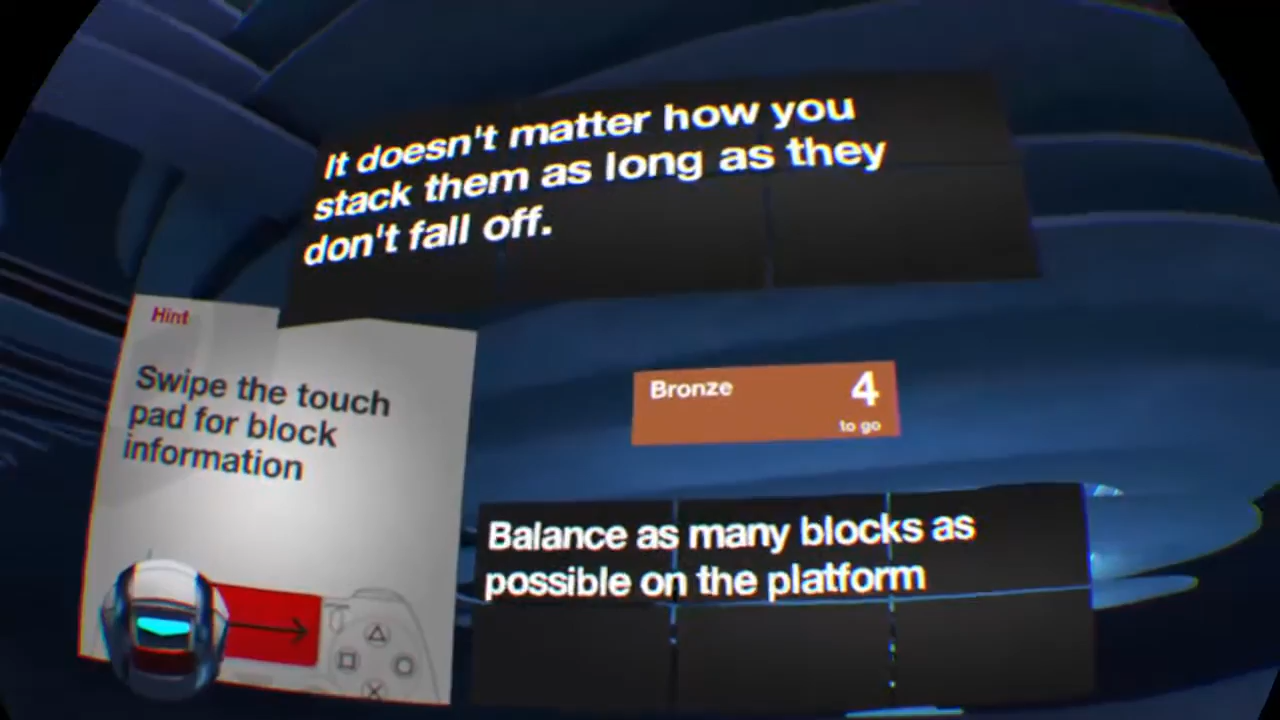 It doesn't matter how you
stack them as long as they
don't fall off.
Hint
Swipe the touch
pad for block
information
Bronze 4
to go
Balance as many blocks as
possible on the platform